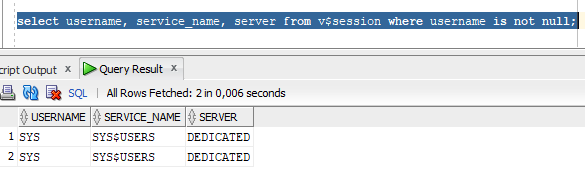 select username, service_name, server from v$session where username is not null;
cript Output x Query Result x
SQL All Rows Fetched: 2 in 0,006 seconds
USERNAME SERVICE_NAME SERVER
1 SYS SYS$USERS DEDICATED
2 SYS SYS$USERS DEDICATED